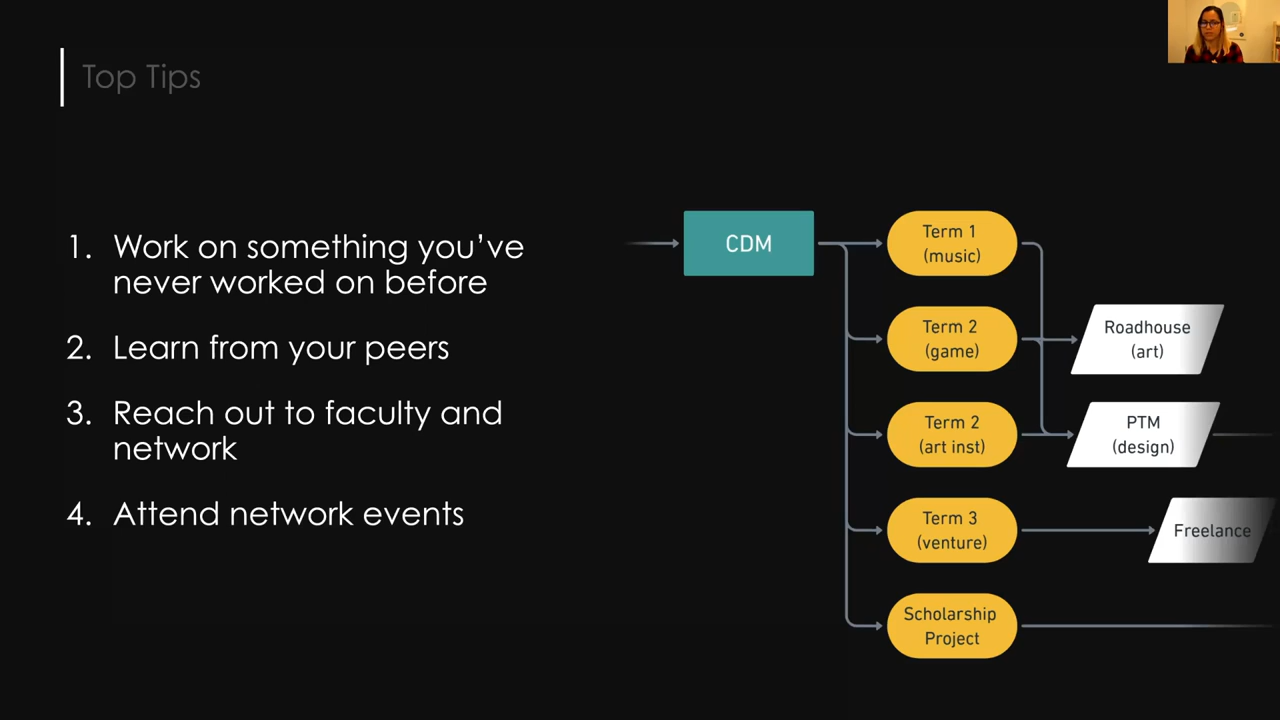 Top Tips
1. Work on something you've
never worked on before
2. Learn from your peers
3. Reach out to faculty and
network
4. Attend network events
CDM
Term 1
(music)
Term 2
(game)
Term 2
(art inst)
Term 3
(venture)
Scholarship
Project
Roadhouse
(art)
PTM
(design)
Freelance